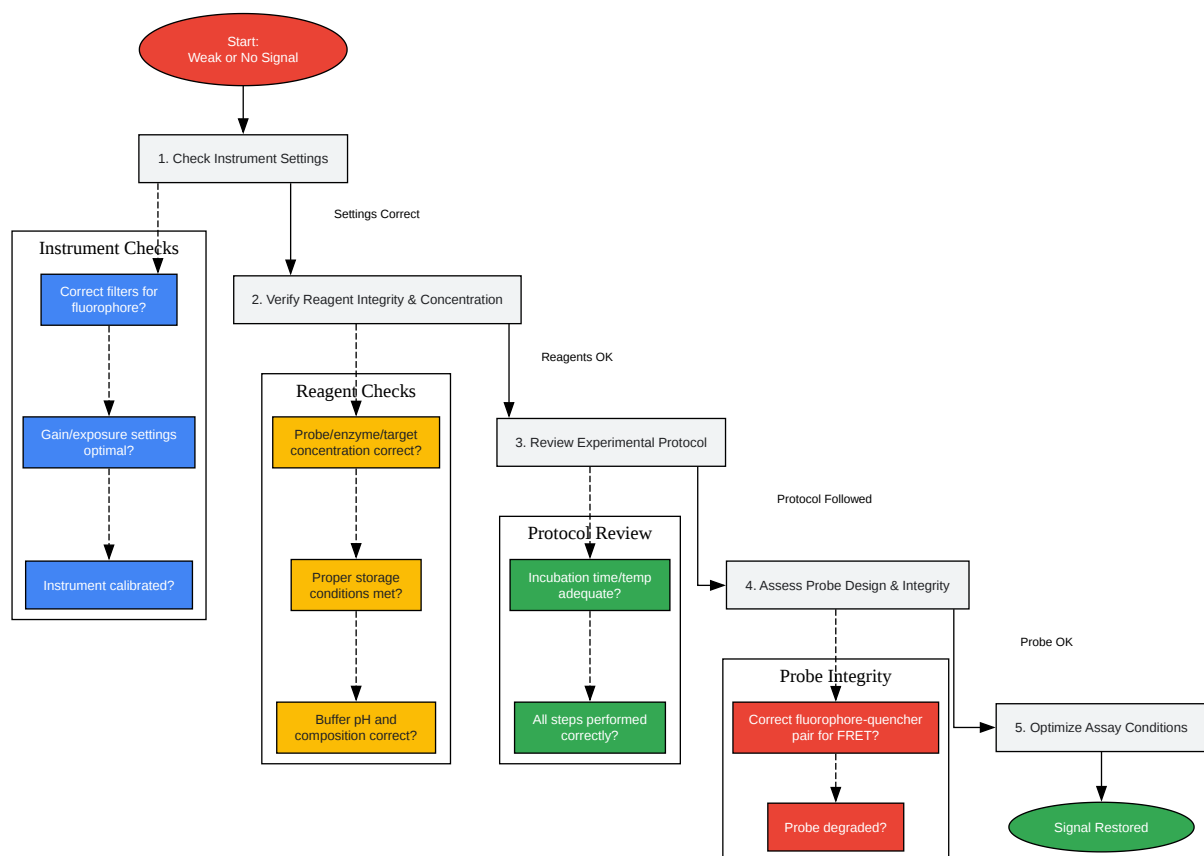 Start:
Weak or No Signal
1. Check Instrument Settings
Settings Correct
Instrument Checks
Correct filters for
fluorophore?
Gain/exposure settings
optimal?
Instrument calibrated?
2. Verify Reagent Integrity & Concentration
Reagents OK
Reagent Checks
Probe/enzyme/target
concentration correct?
Proper storage
conditions met?
Buffer pH and
composition correct?
3. Review Experimental Protocol
Protocol Followed
Protocol Review
Incubation time/temp
adequate?
All steps performed
correctly?
4. Assess Probe Design & Integrity
Probe OK
Probe Integrity
Correct fluorophore-quencher
pair for FRET?
Probe degraded?
5. Optimize Assay Conditions
Signal Restored